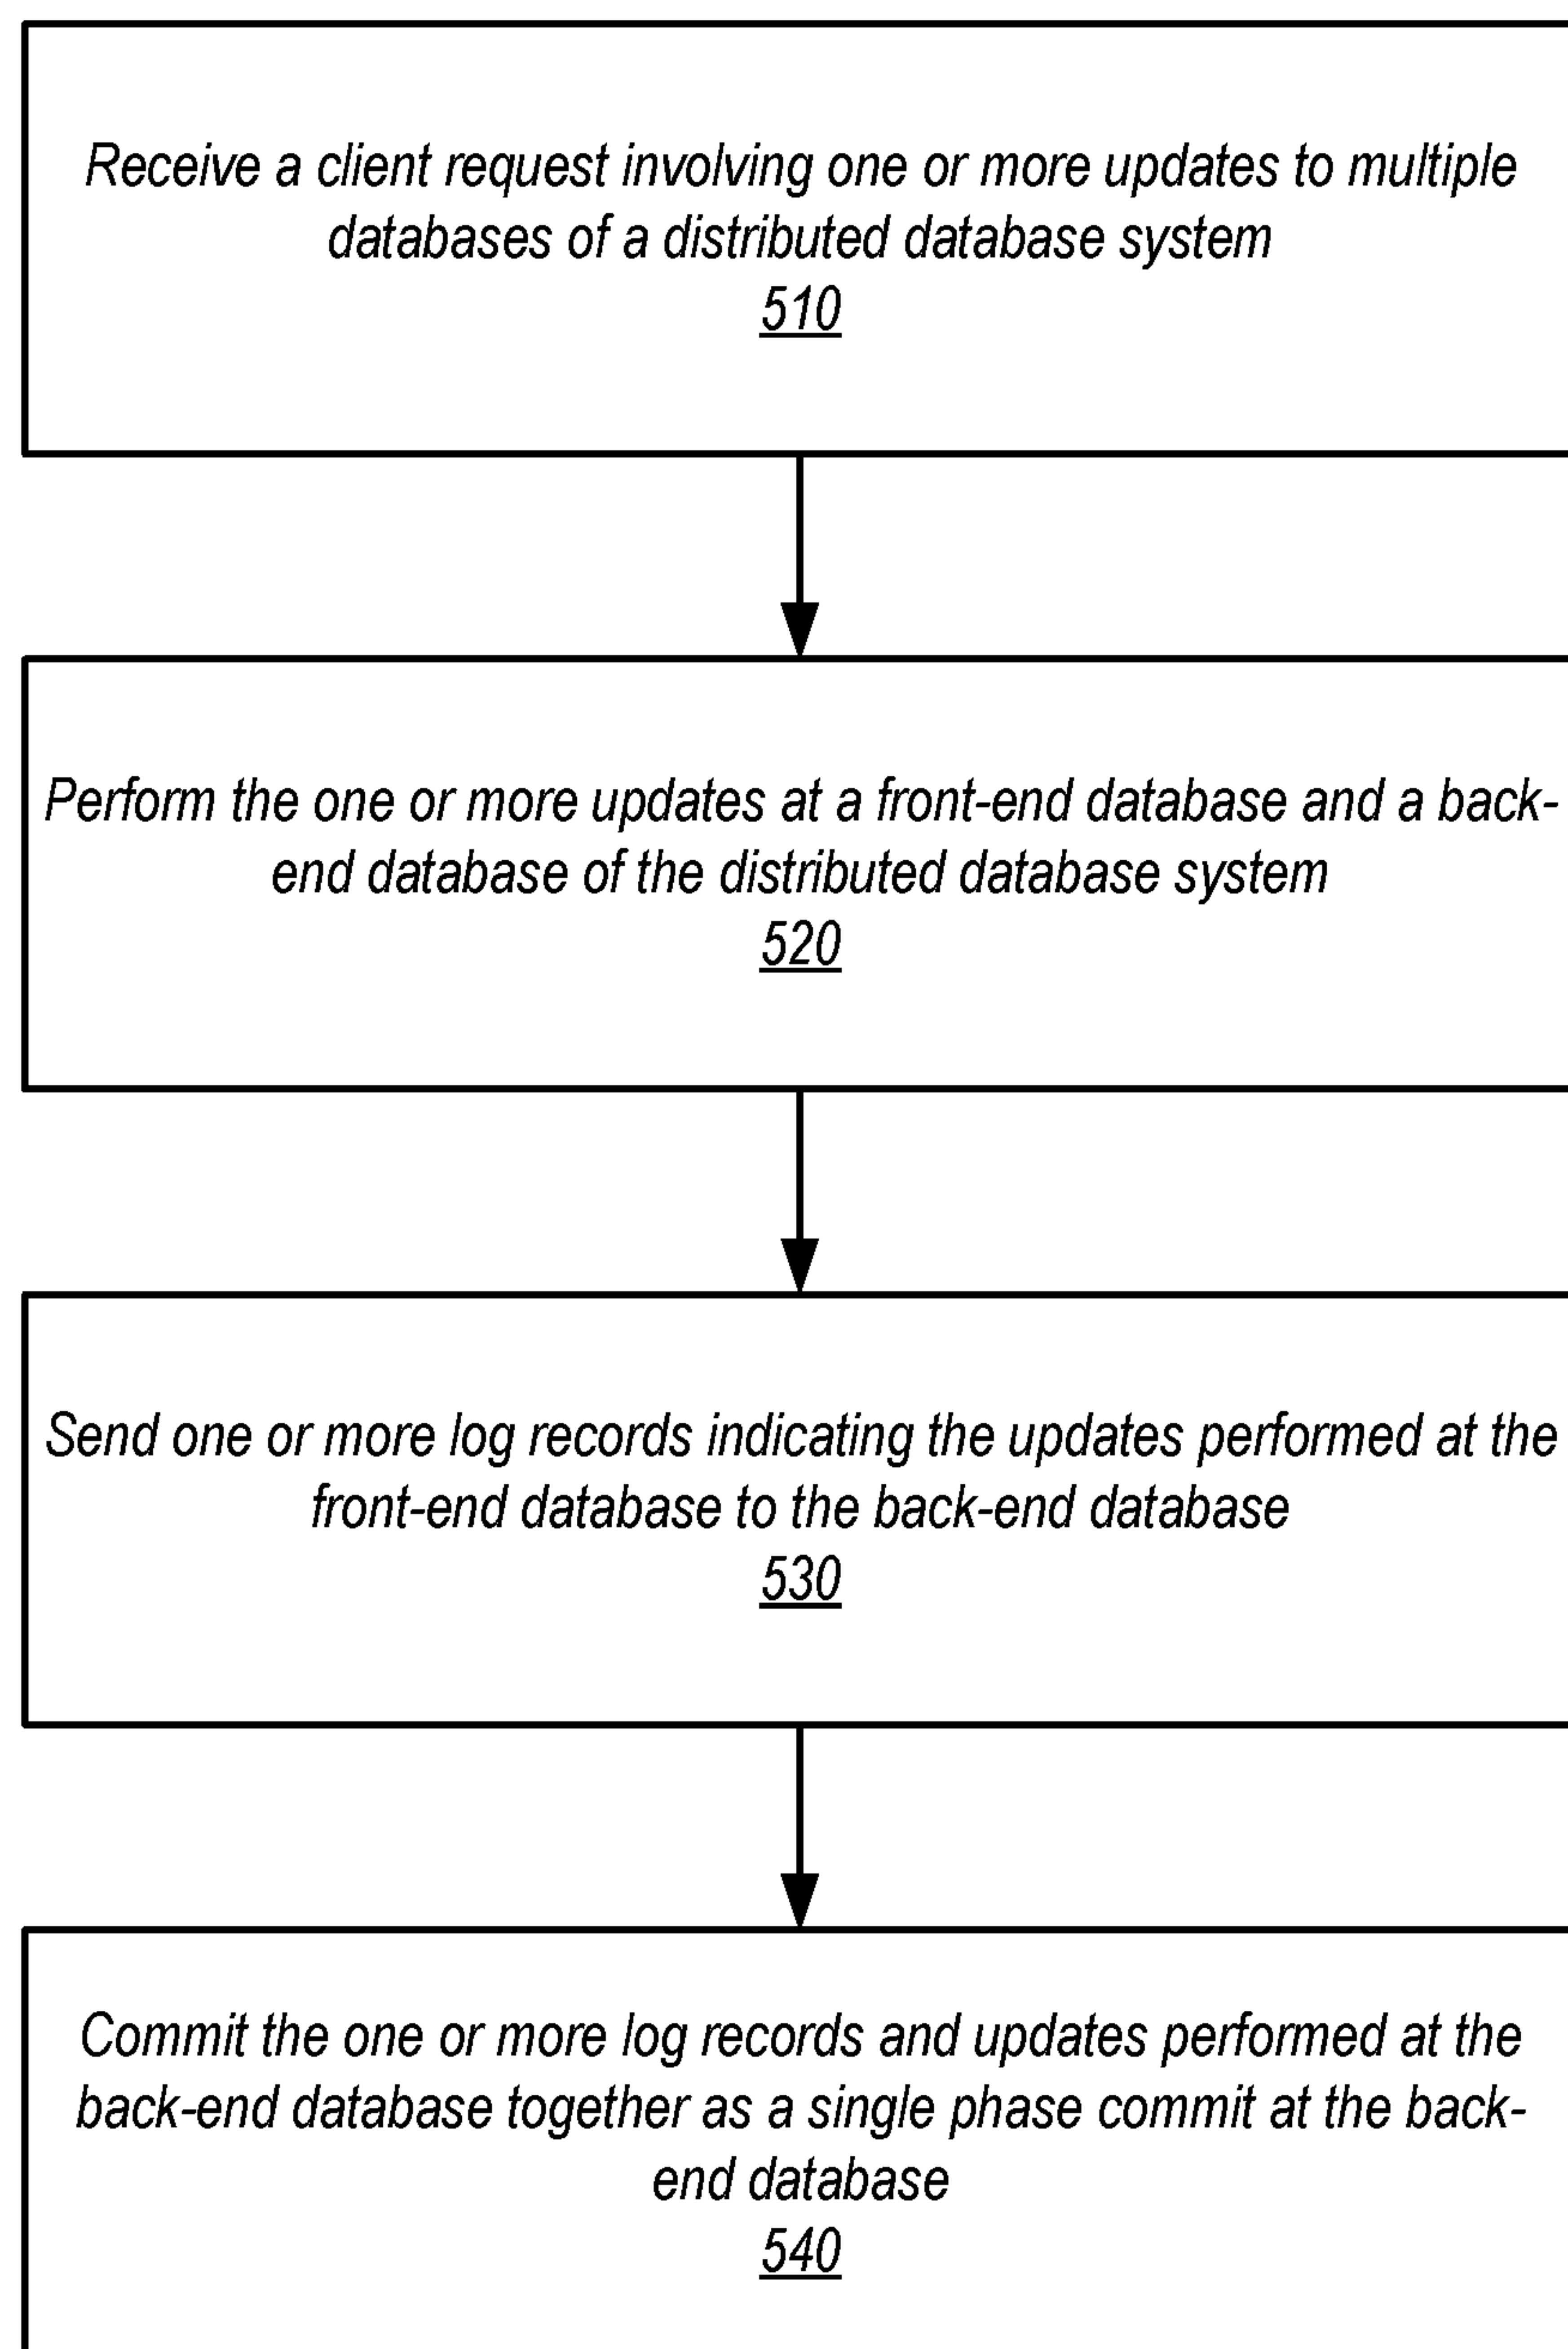 Receive a client request involving one or more updates to multiple
databases of a distributed database system
510
Perform the one or more updates at a front-end database and a back-
end database of the distributed database system
520
Send one or more log records indicating the updates performed at the
front-end database to the back-end database
530
Commit the one or more log records and updates performed at the
back-end database together as a single phase commit at the back-
end database
540